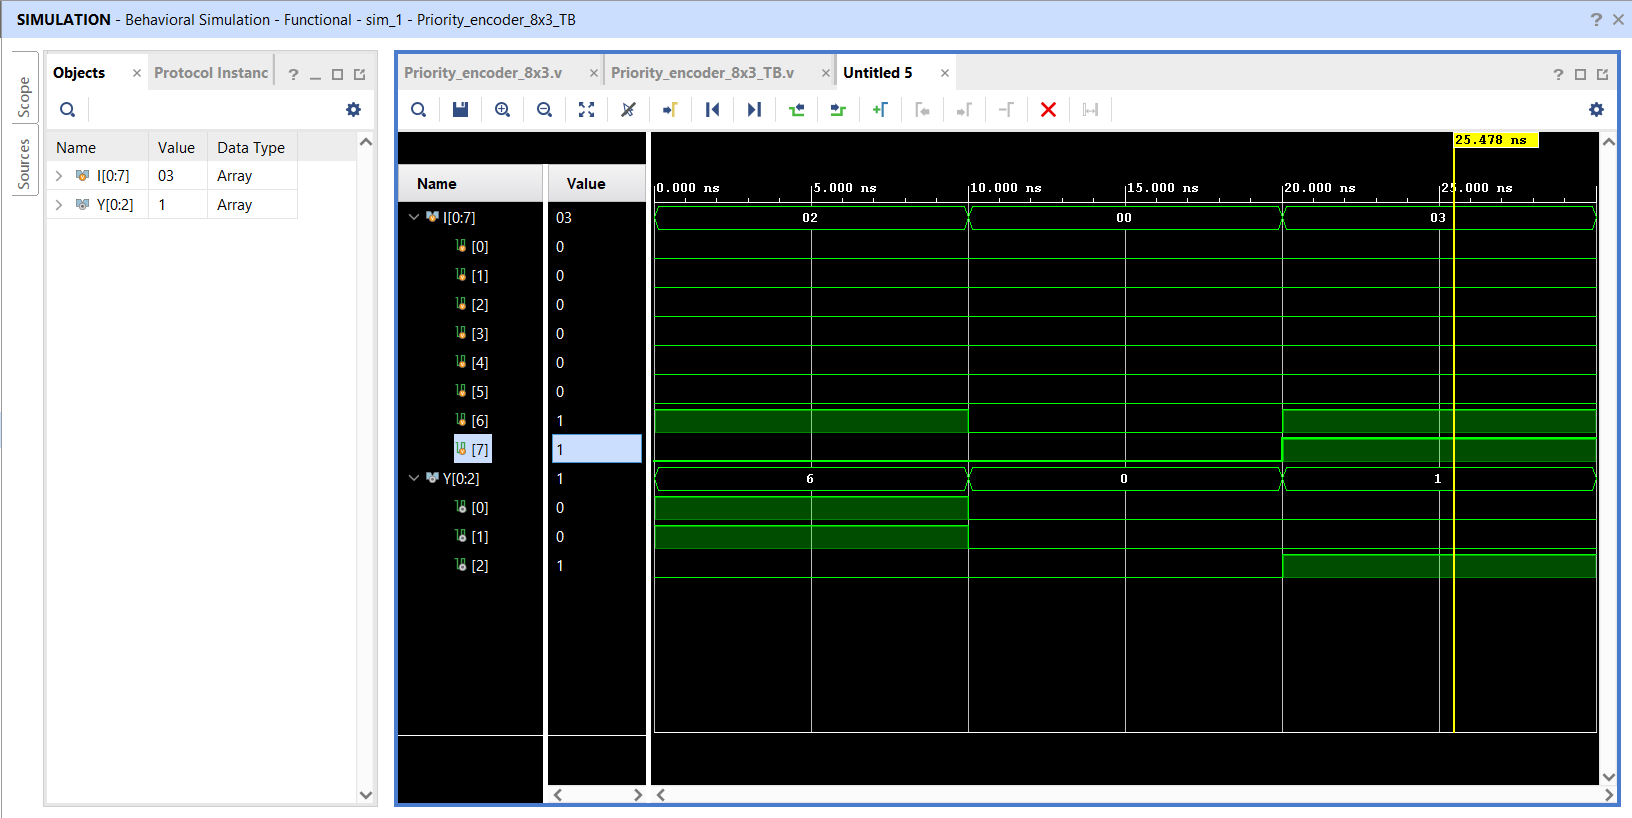 SIMULATION - Behavioral Simulation - Functional - sim_1 - Priority_encoder_8x3_TB
Scope
Sources
Objects
Protocol Instanc
Name Value Data Type
I[0:7] 03 Array
Y[0:2] 1 Array
Priority_encoder_8x3.v
Priority_encoder_8x3_TB.v
Untitled 5
25.478 ns
Name Value
0.000 ns 5.000 ns 10.000 ns 15.000 ns 20.000 ns 25.000 ns
I[0:7] 03 02 00 03
[0] 0
[1] 0
[2] 0
[3] 0
[4] 0
[5] 0
[6] 1
[7] 1
Y[0:2] 1 6 0 1
[0] 0
[1] 0
[2] 1